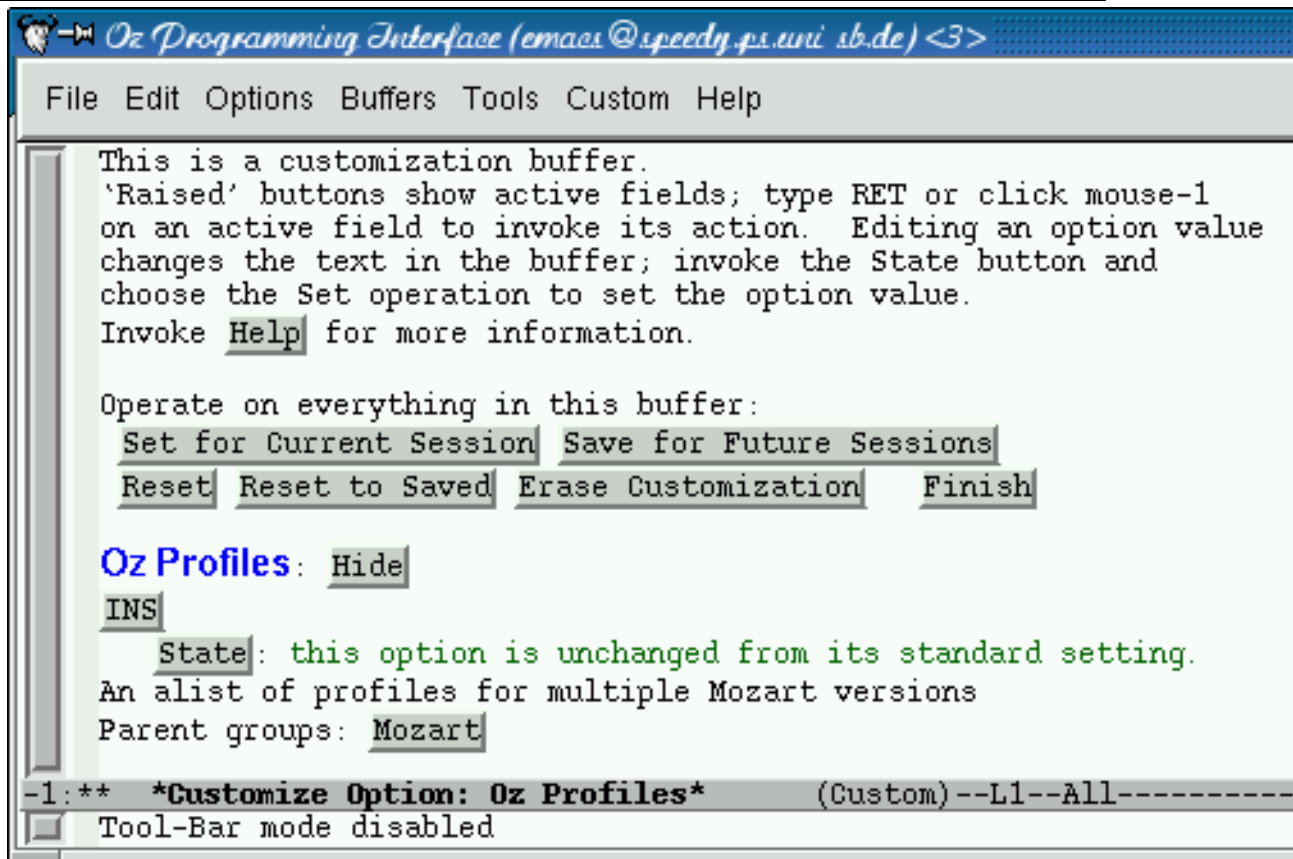 Oz Programming Interface (emacs@speedy.ps.uni sb.de) <3>
File Edit Options Buffers Tools Custom Help
This is a customization buffer.
‘Raised’ buttons show active fields; type RET or click mouse-1
on an active field to invoke its action.  Editing an option value
changes the text in the buffer; invoke the State button and
choose the Set operation to set the option value.
Invoke Help for more information.
Operate on everything in this buffer:
Set for Current Session Save for Future Sessions
Reset Reset to Saved Erase Customization Finish
Oz Profiles: Hide
INS
State: this option is unchanged from its standard setting.
An alist of profiles for multiple Mozart versions
Parent groups: Mozart
-1:** *Customize Option: Oz Profiles* (Custom)--L1--All----------
Tool-Bar mode disabled